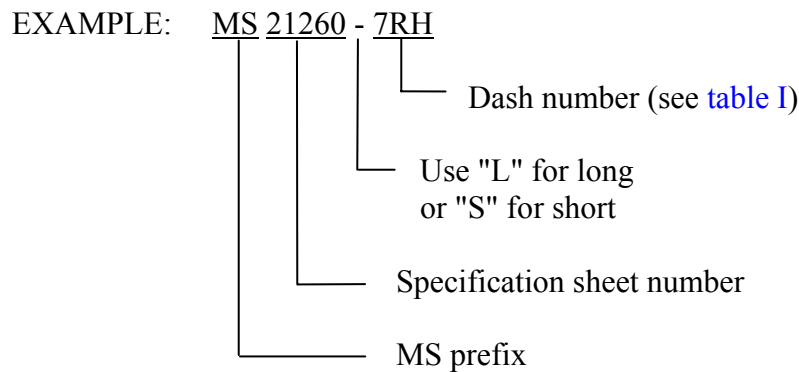 EXAMPLE: MS 21260 - 7RH
Dash number (see table I)
Use "L" for long
or "S" for short
Specification sheet number
MS prefix